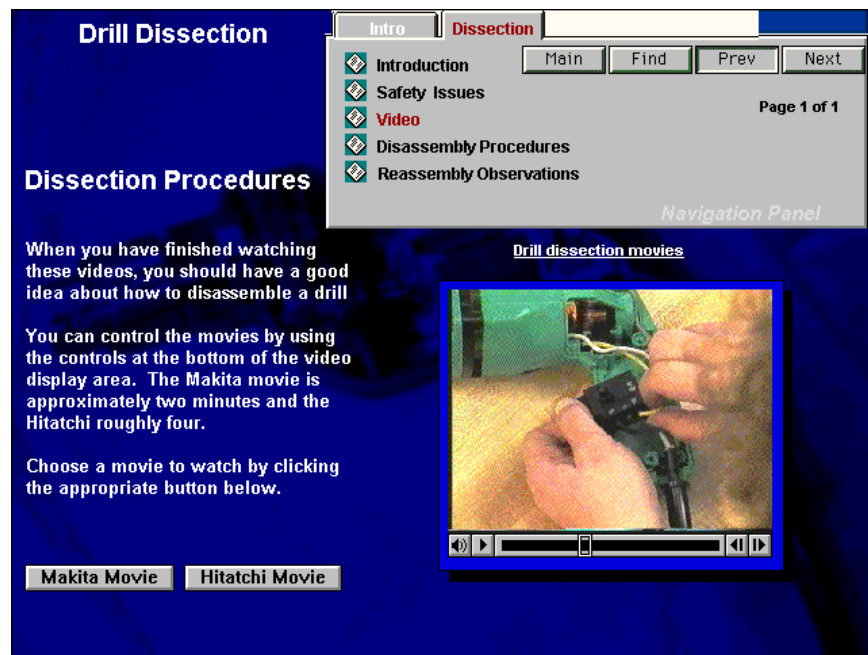 Drill Dissection
Intro
Dissection
Main
Find
Prev
Next
Introduction
Safety Issues
Video
Disassembly Procedures
Reassembly Observations
Page 1 of 1
Navigation Panel
Dissection Procedures
When you have finished watching
these videos, you should have a good
idea about how to disassemble a drill
You can control the movies by using
the controls at the bottom of the video
display area. The Makita movie is
approximately two minutes and the
Hitatchi roughly four.
Choose a movie to watch by clicking
the appropriate button below.
Makita Movie
Hitatchi Movie
Drill dissection movies